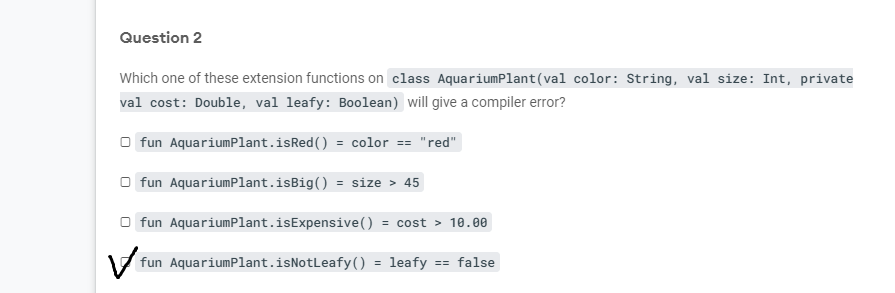 Question 2
Which one of these extension functions on class AquariumPlant(val color: String, val size: Int, private
val cost: Double, val leafy: Boolean) will give a compiler error?
fun AquariumPlant.isRed() = color == "red"
fun AquariumPlant.isBig() = size > 45
fun AquariumPlant.isExpensive() = cost > 10.00
fun AquariumPlant.isNotLeafy() = leafy == false